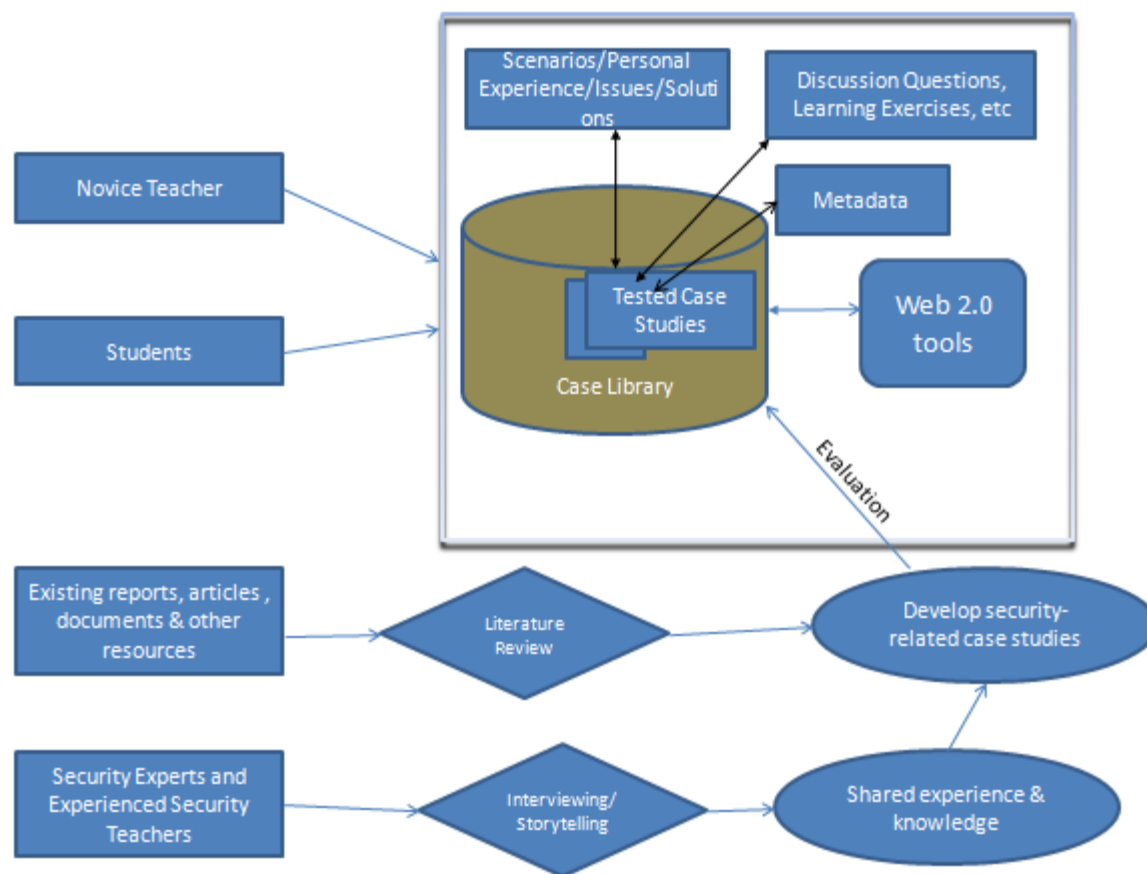 Scenarios/Personal
Experience/Issues/Soluti
ons
Discussion Questions,
Learning Exercises, etc
Novice Teacher
Metadata
Students
Tested Case
Studies
Web 2.0
tools
Case Library
Evaluation
Existing reports, articles ,
documents & other
resources
Literature
Review
Develop security-
related case studies
Security Experts and
Experienced Security
Teachers
Interviewing/
Storytelling
Shared experience &
knowledge